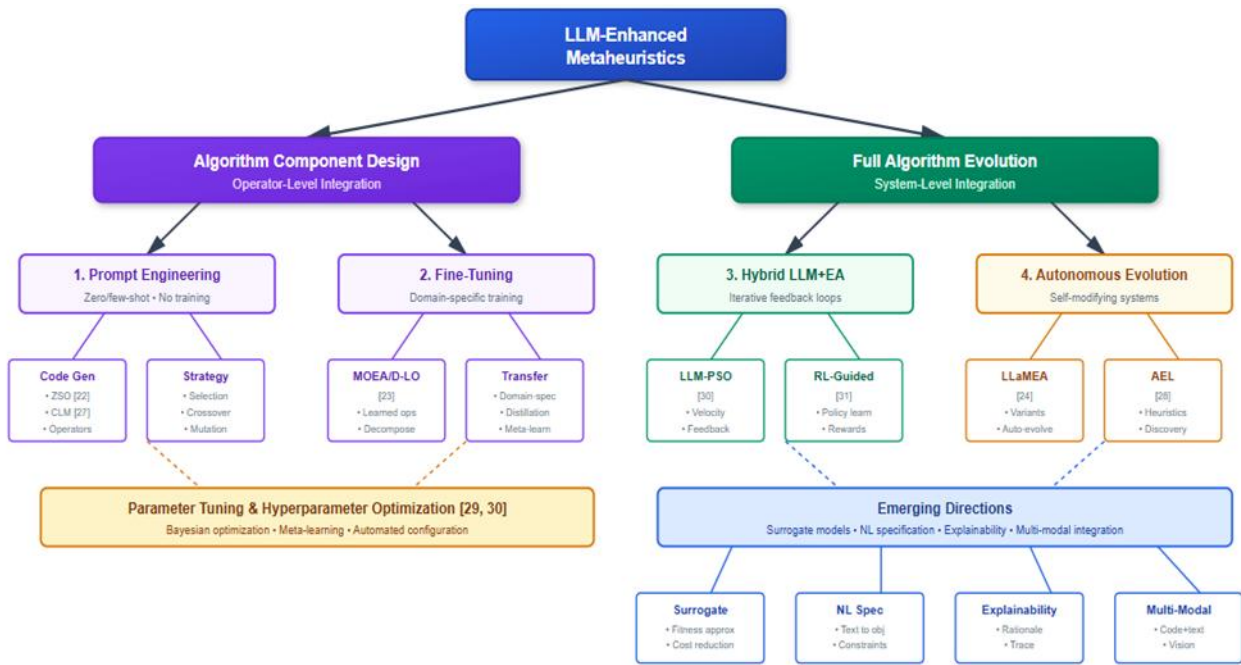 LLM-Enhanced
Metaheuristics
Algorithm Component Design
Operator-Level Integration
Full Algorithm Evolution
System-Level Integration
1. Prompt Engineering
Zero/few-shot • No training
2. Fine-Tuning
Domain-specific training
3. Hybrid LLM+EA
Iterative feedback loops
4. Autonomous Evolution
Self-modifying systems
Code Gen
• ZSO [22]
• CLM [27]
• Operators
Strategy
• Selection
• Crossover
• Mutation
MOEA/D-LO
[23]
• Learned ops
• Decompose
Transfer
• Domain-spec
• Distillation
• Meta-learn
LLM-PSO
[30]
• Velocity
• Feedback
RL-Guided
[31]
• Policy learn
• Rewards
LLaMEA
[24]
• Variants
• Auto-evolve
AEL
[28]
• Heuristics
• Discovery
Parameter Tuning & Hyperparameter Optimization [29, 30]
Bayesian optimization • Meta-learning • Automated configuration
Emerging Directions
Surrogate models • NL specification • Explainability • Multi-modal integration
Surrogate
• Fitness approx
• Cost reduction
NL Spec
• Text to obj
• Constraints
Explainability
• Rationale
• Trace
Multi-Modal
• Code+text
• Vision